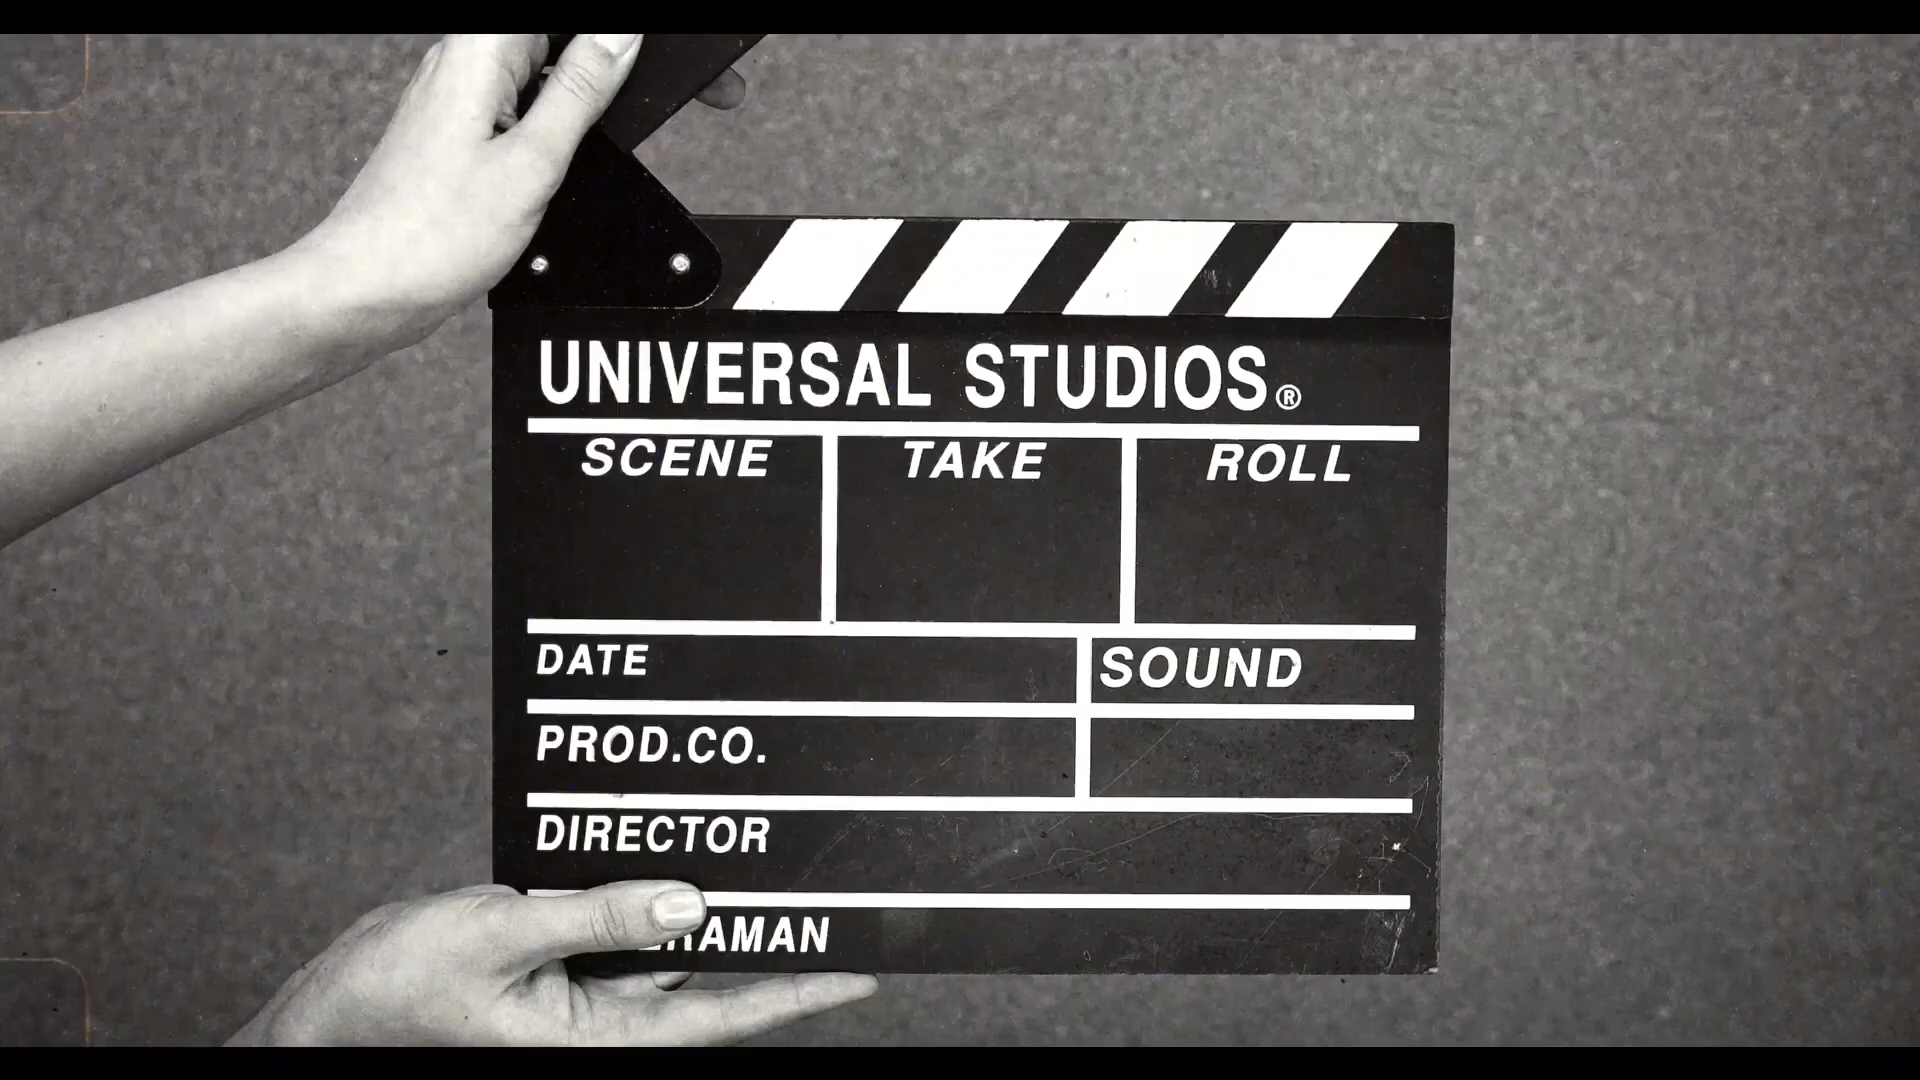 UNIVERSAL STUDIOS®
SCENE TAKE ROLL
DATE SOUND
PROD.CO.
DIRECTOR